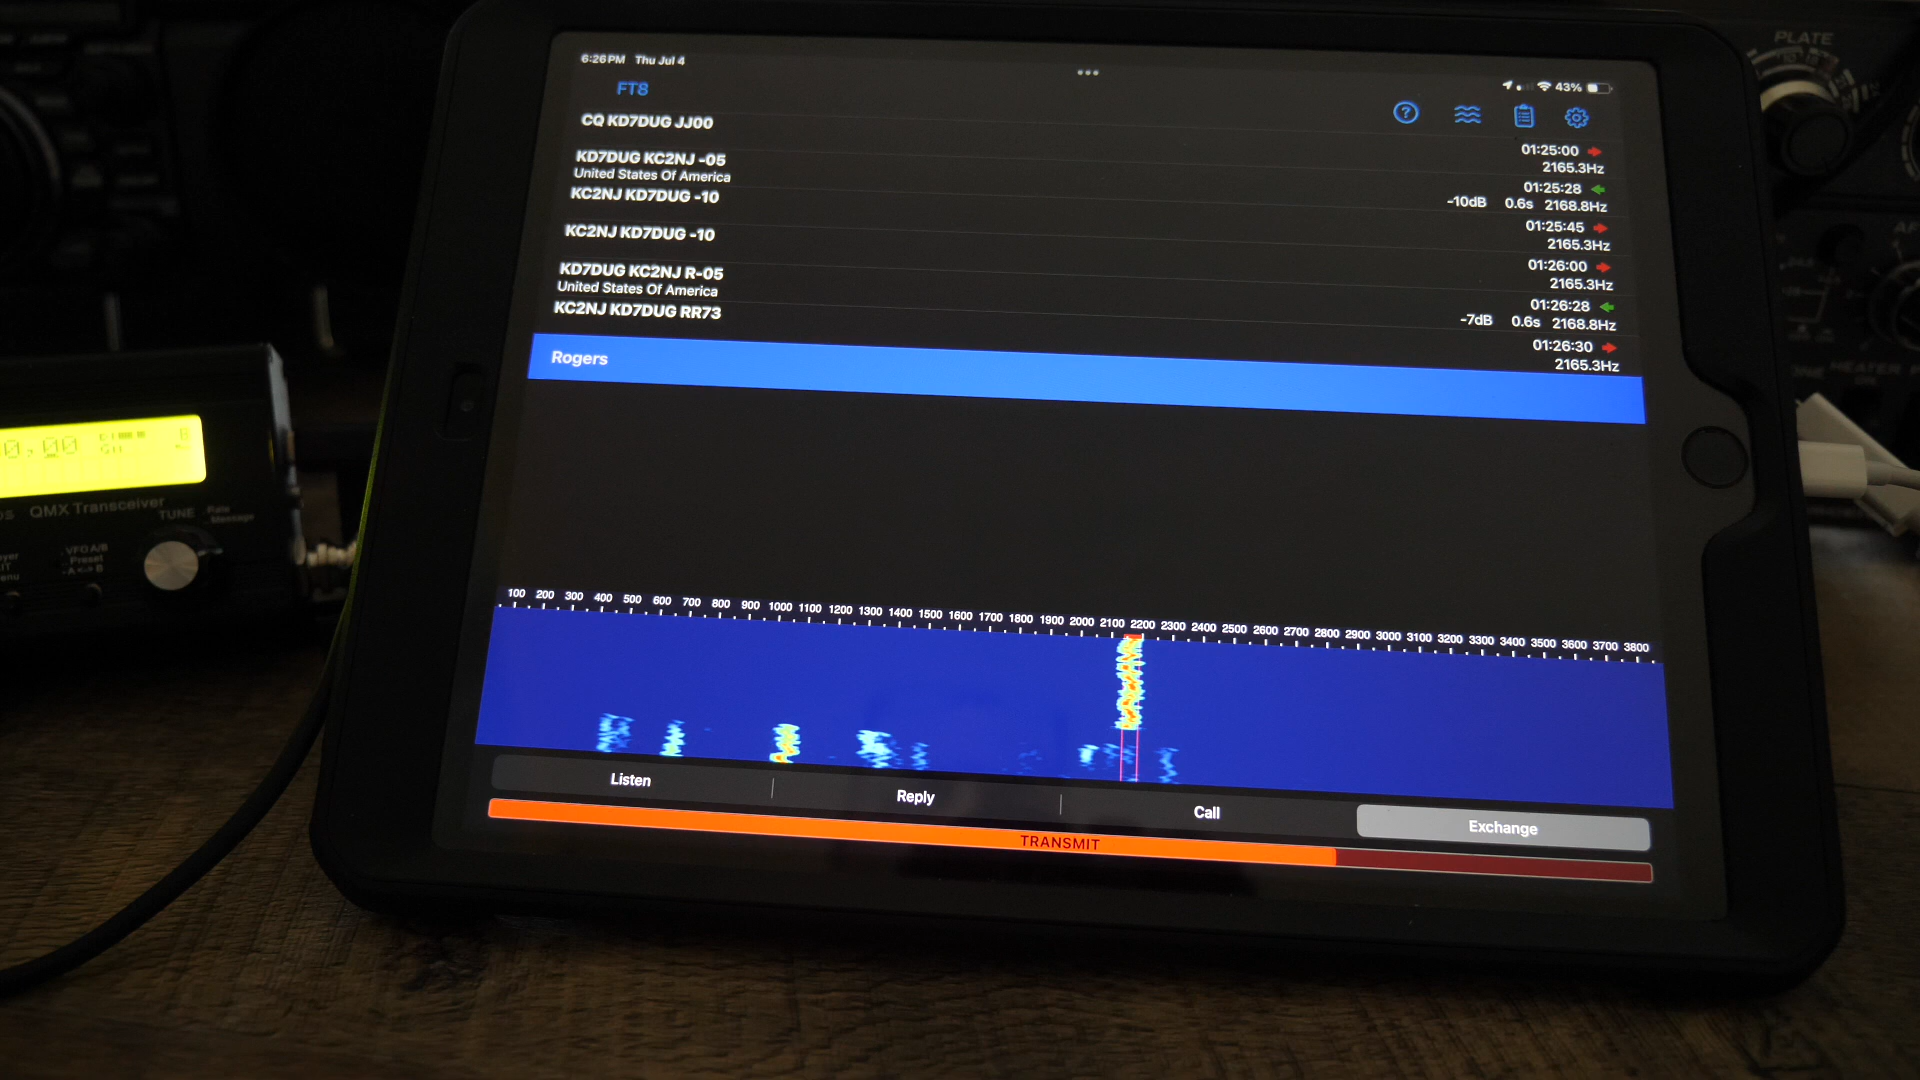 PLATE
6:26 PM Thu Jul 4
43%
FT8
CQ KD7DUG JJ00
01:25:00
2165.3Hz
KD7DUG KC2NJ -05
United States Of America
01:25:28
-10dB 0.6s 2168.8Hz
KC2NJ KD7DUG -10
01:25:45
2165.3Hz
KC2NJ KD7DUG -10
01:26:00
2165.3Hz
KD7DUG KC2NJ R-05
United States Of America
01:26:28
-7dB 0.6s 2168.8Hz
KC2NJ KD7DUG RR73
01:26:30
2165.3Hz
Rogers
100 200 300 400 500 600 700 800 900 1000 1100 1200 1300 1400 1500 1600 1700 1800 1900 2000 2100 2200 2300 2400 2500 2600 2700 2800 2900 3000 3100 3200 3300 3400 3500 3600 3700 3800
Listen Reply Call Exchange
TRANSMIT
QMX Transceiver
TUNE
Message
VFO A/B
Preset
A<->B
AF
HEATER
ON